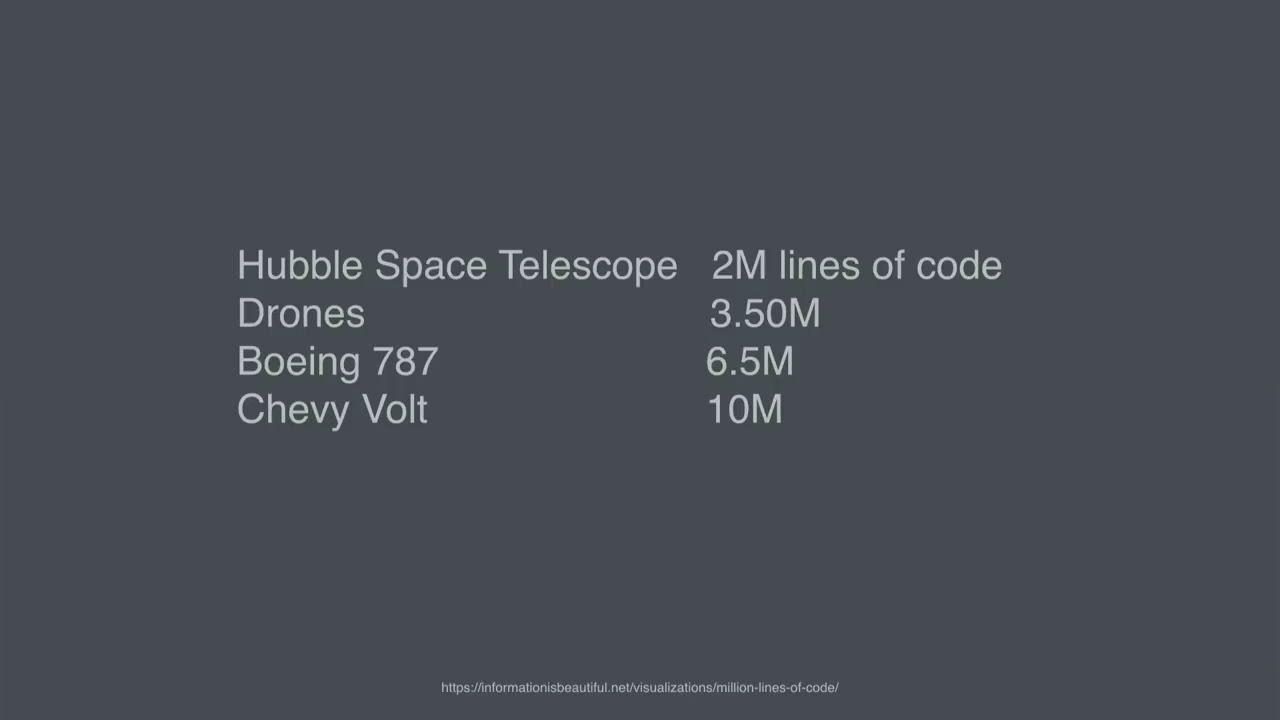 Hubble Space Telescope 2M lines of code
Drones 3.50M
Boeing 787 6.5M
Chevy Volt 10M
https://informationisbeautiful.net/visualizations/million-lines-of-code/